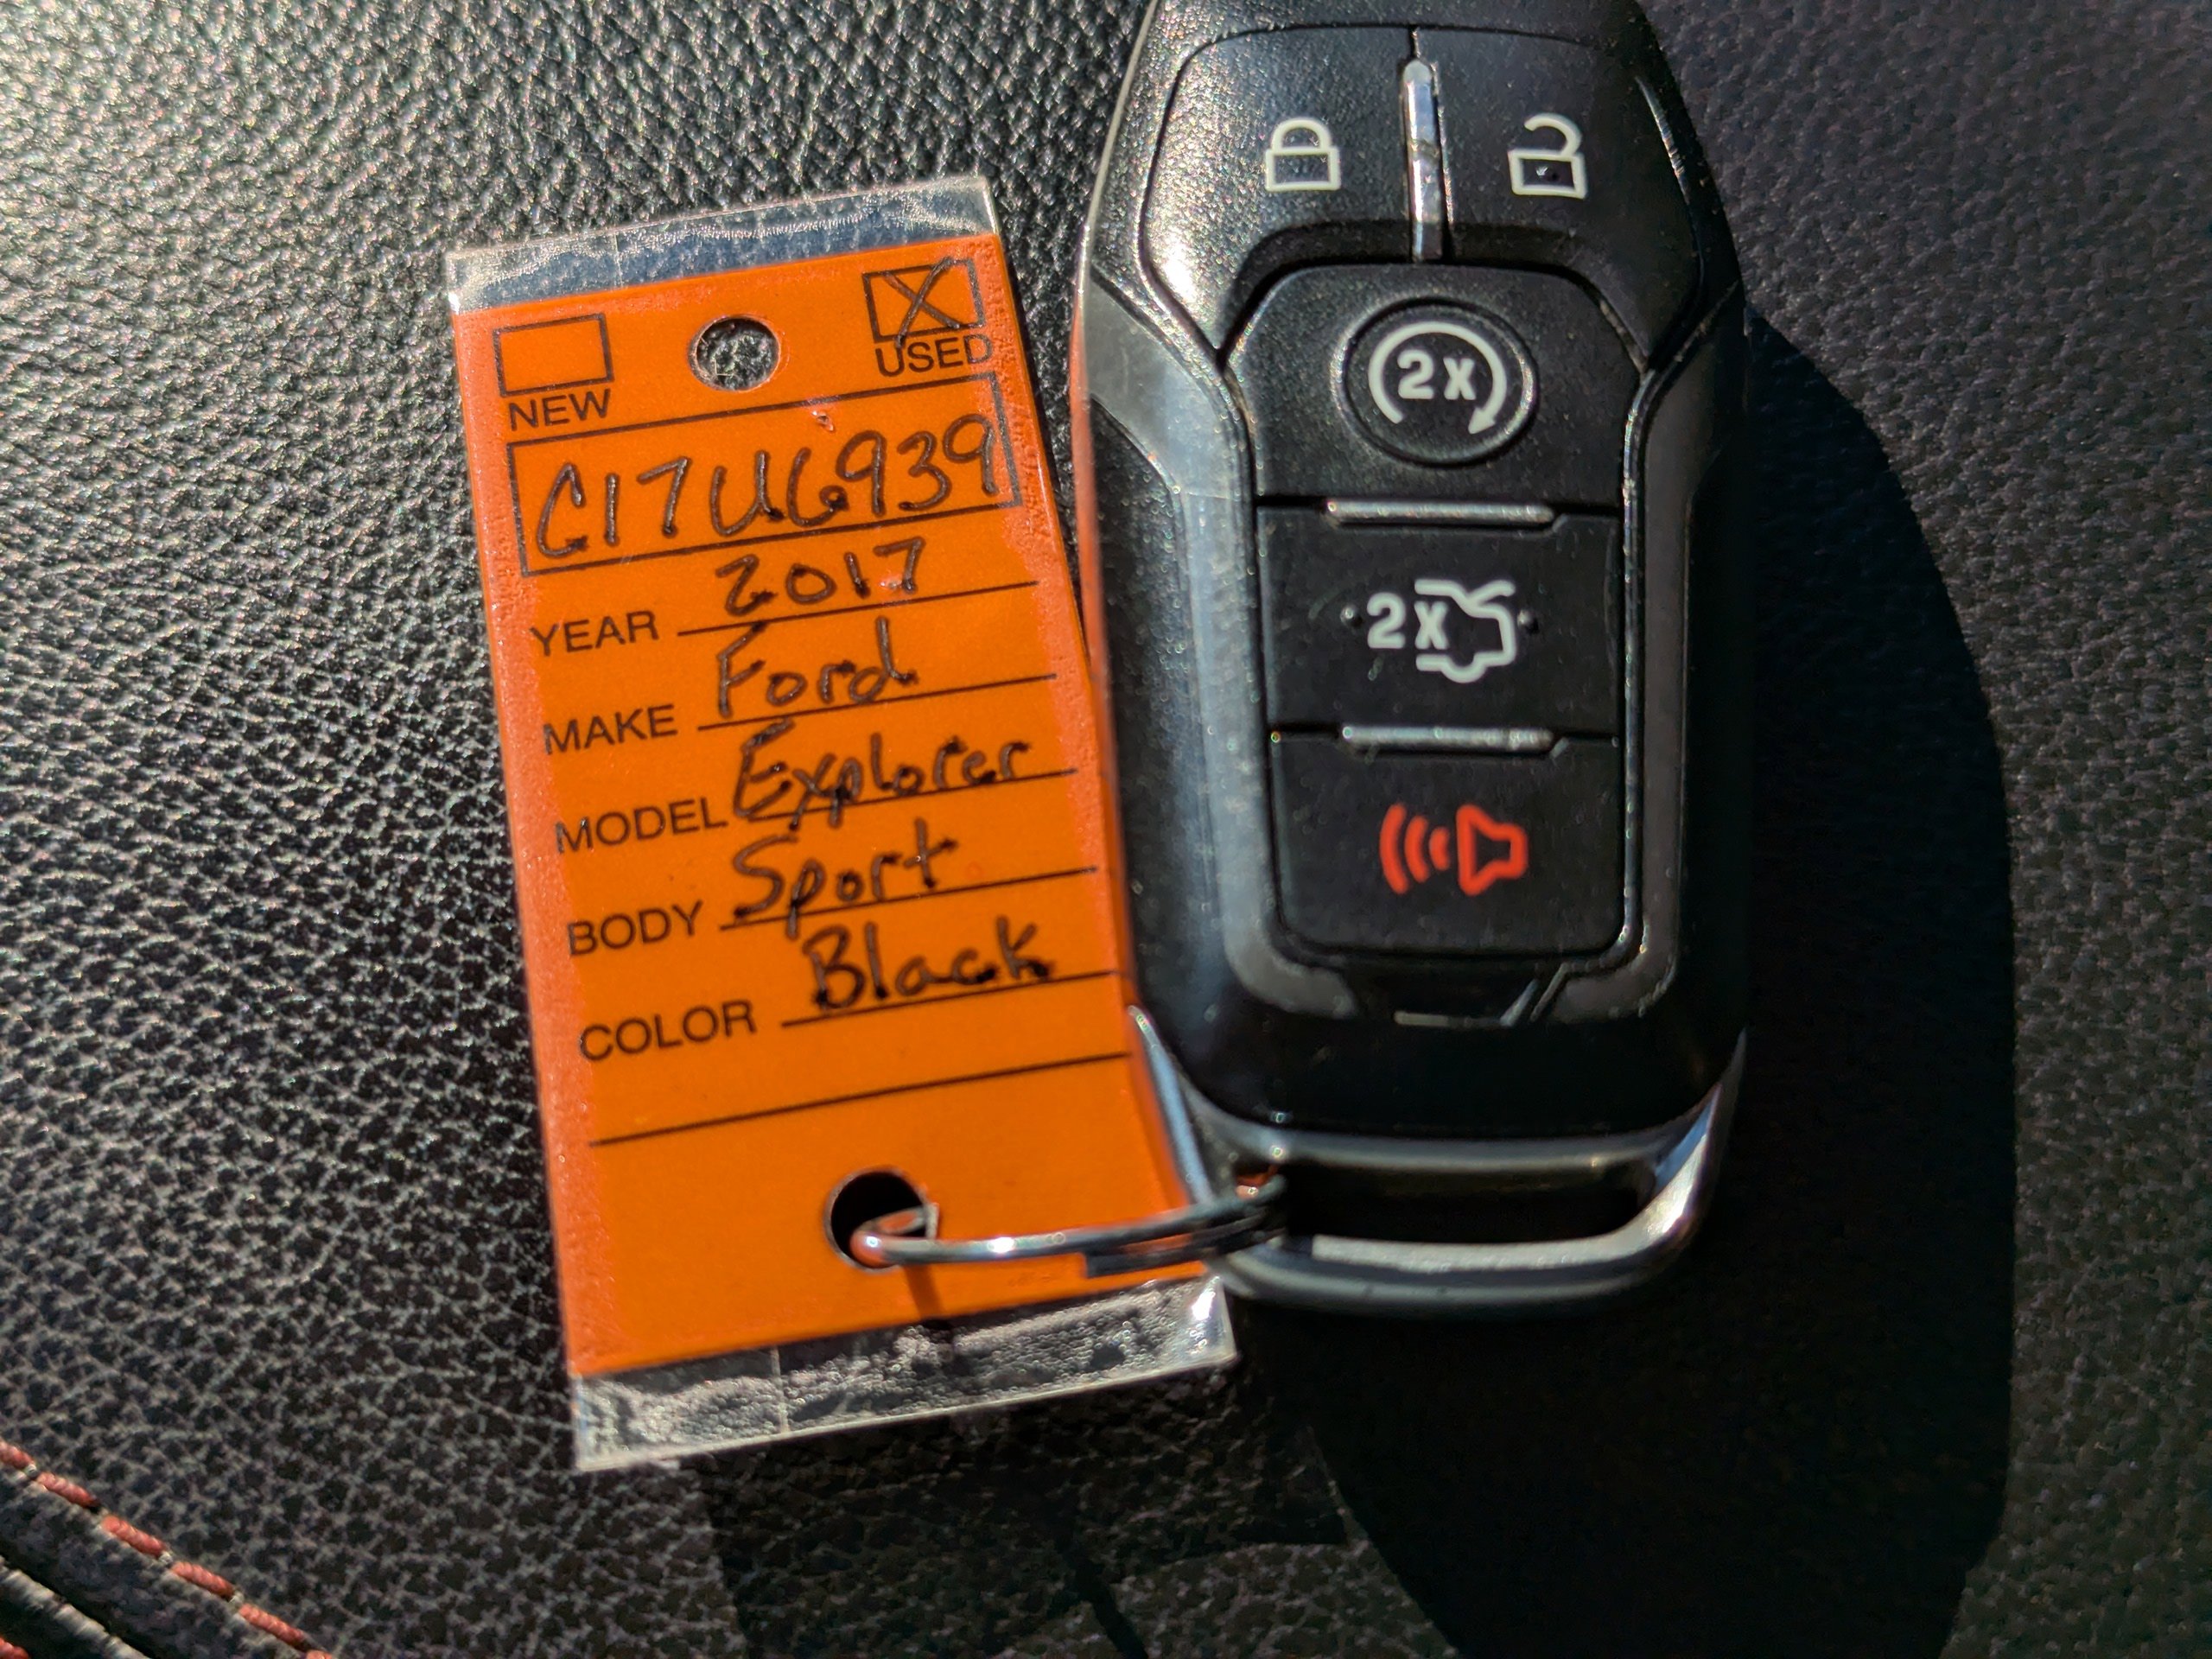 NEW USED
C17U6939
YEAR 2017
MAKE Ford
MODEL Explorer
BODY Sport
COLOR Black
2x
2x